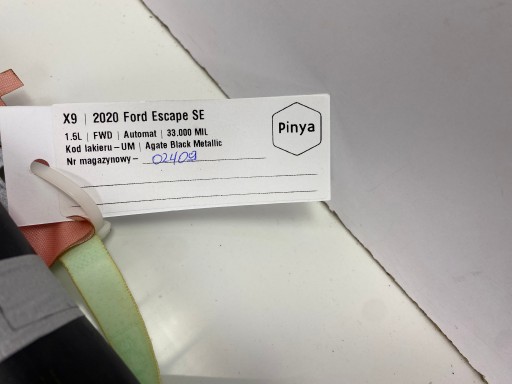 X9 | 2020 Ford Escape SE
1.5L | FWD | Automat | 33.000 MIL
Kod lakieru – UM | Agate Black Metallic
Nr magazynowy – 02409
Pinya